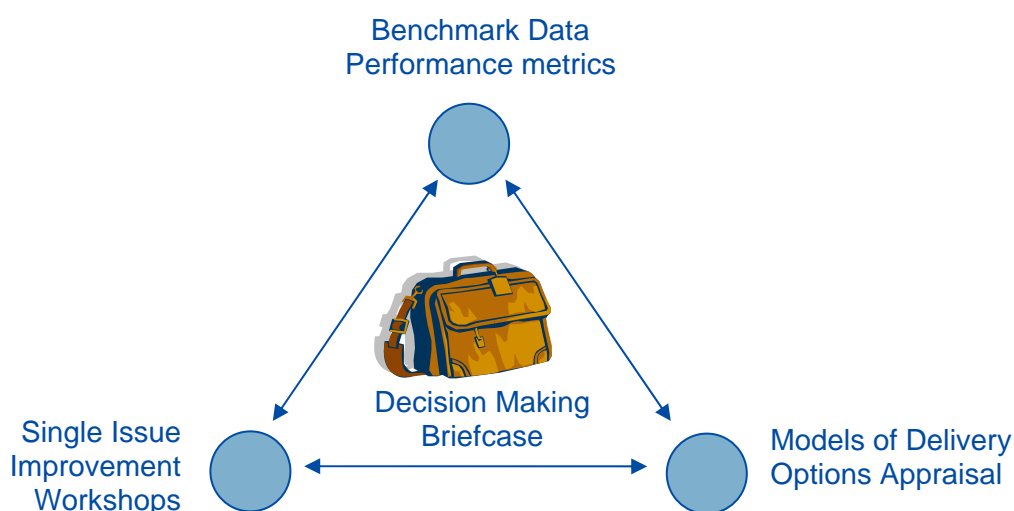 Benchmark Data
Performance metrics
Decision Making
Briefcase
Single Issue
Improvement
Workshops
Models of Delivery
Options Appraisal